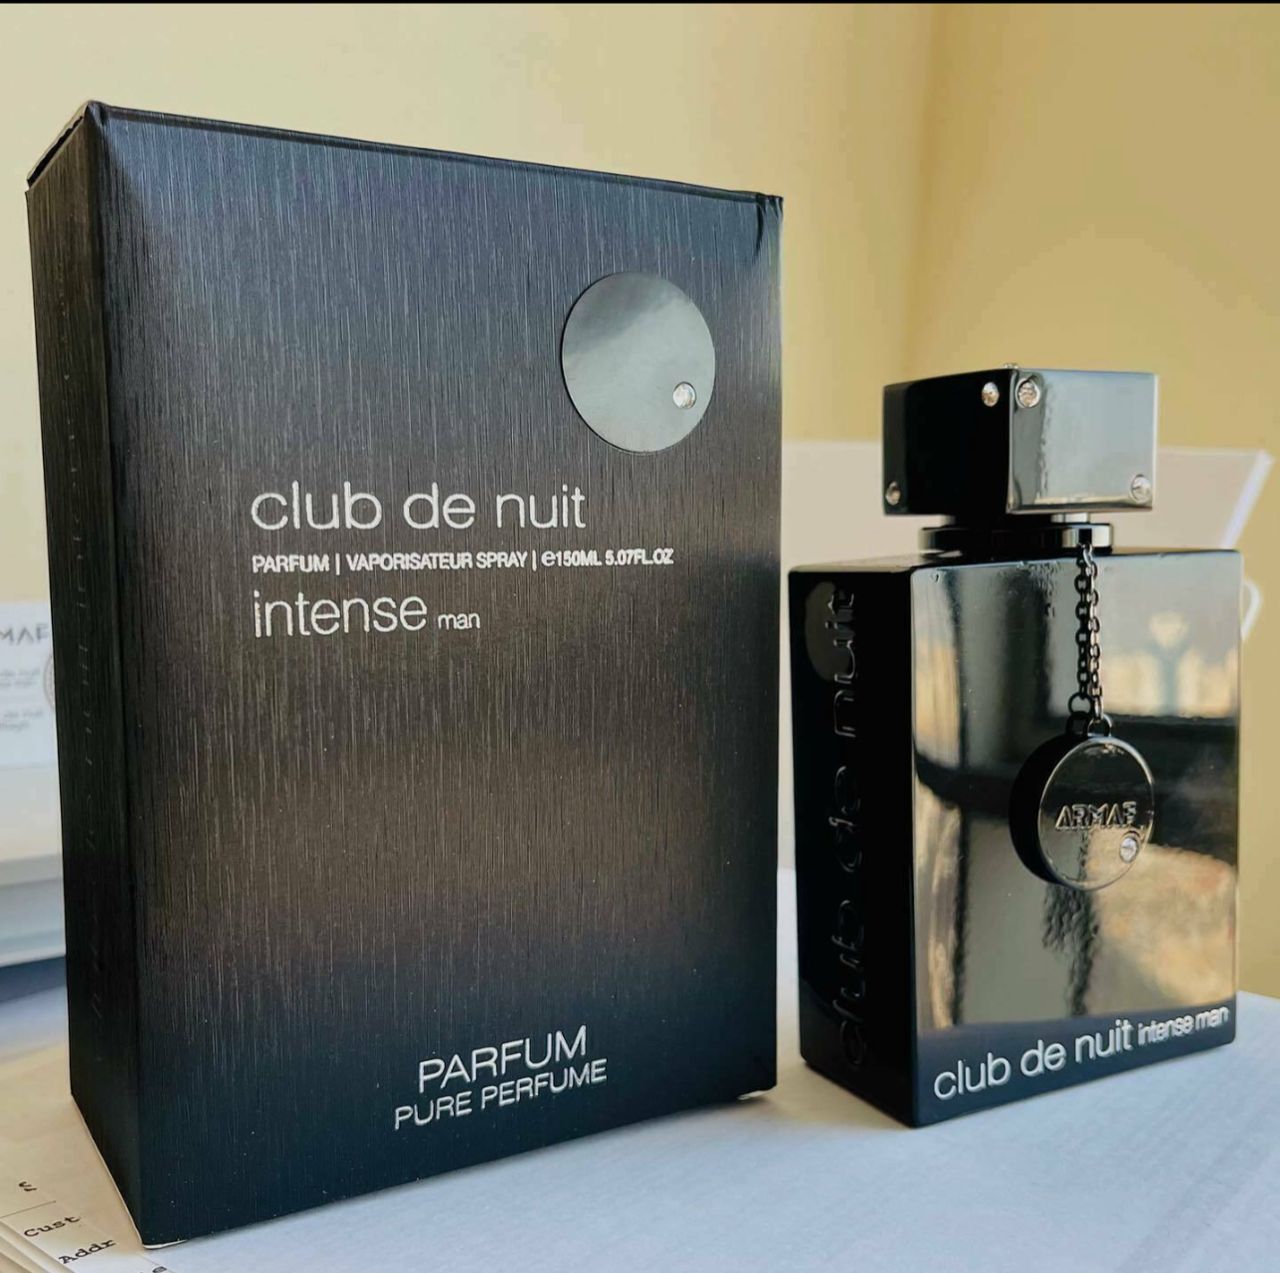 club de nuit
PARFUM | VAPORISATEUR SPRAY | e150ML 5.07FL.OZ
intense man
PARFUM
PURE PERFUME
club de nuit
ARMAF
club de nuit intense man
Cust
Addr